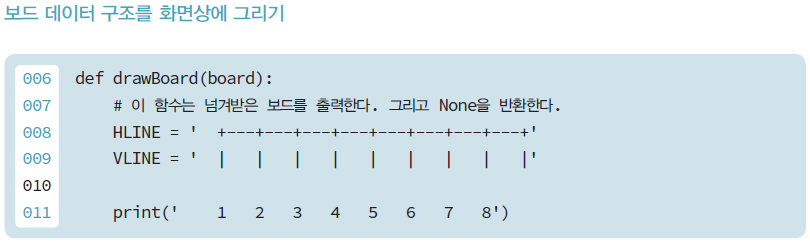 보드 데이터 구조를 화면상에 그리기
006 def drawBoard(board):
007     # 이 함수는 넘겨받은 보드를 출력한다. 그리고 None을 반환한다.
008     HLINE = '  +---+---+---+---+---+---+---+---+'
009     VLINE = '  |   |   |   |   |   |   |   |   |'
010
011     print('    1   2   3   4   5   6   7   8')